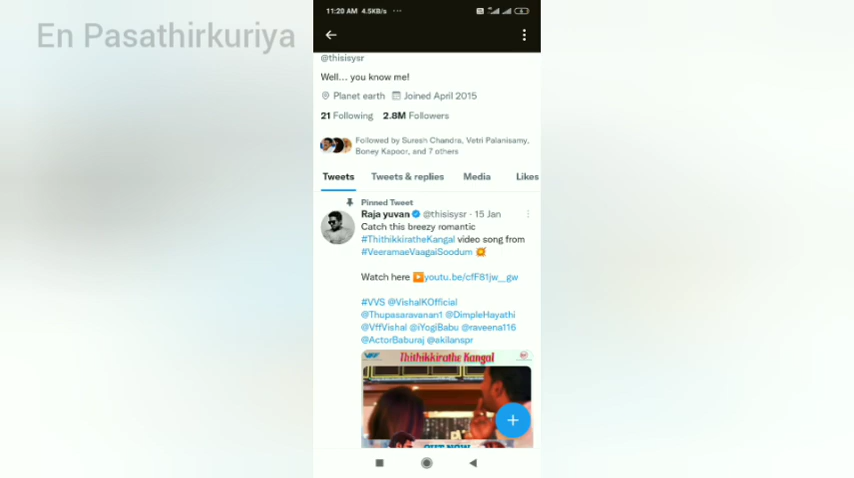 En Pasathirkuriya
11:20 AM 4.5KB/s ...
@thisisysr
Well... you know me!
Planet earth Joined April 2015
21 Following 2.8M Followers
Followed by Suresh Chandra, Vetri Palanisamy,
Boney Kapoor, and 7 others
Tweets Tweets & replies Media Likes
Pinned Tweet
Raja yuvan @thisisysr · 15 Jan
Catch this breezy romantic
#ThithikkiratheKangal video song from
#VeeramaeVaagaiSoodum 💥
Watch here ▶️youtu.be/cfF81jw__gw
#VVS @VishalKOfficial
@Thupasaravanan1 @DimpleHayathi
@VffVishal @iYogiBabu @raveena116
@ActorBaburaj @akilanspr
Thithikkirathe Kangal
OUT NOW